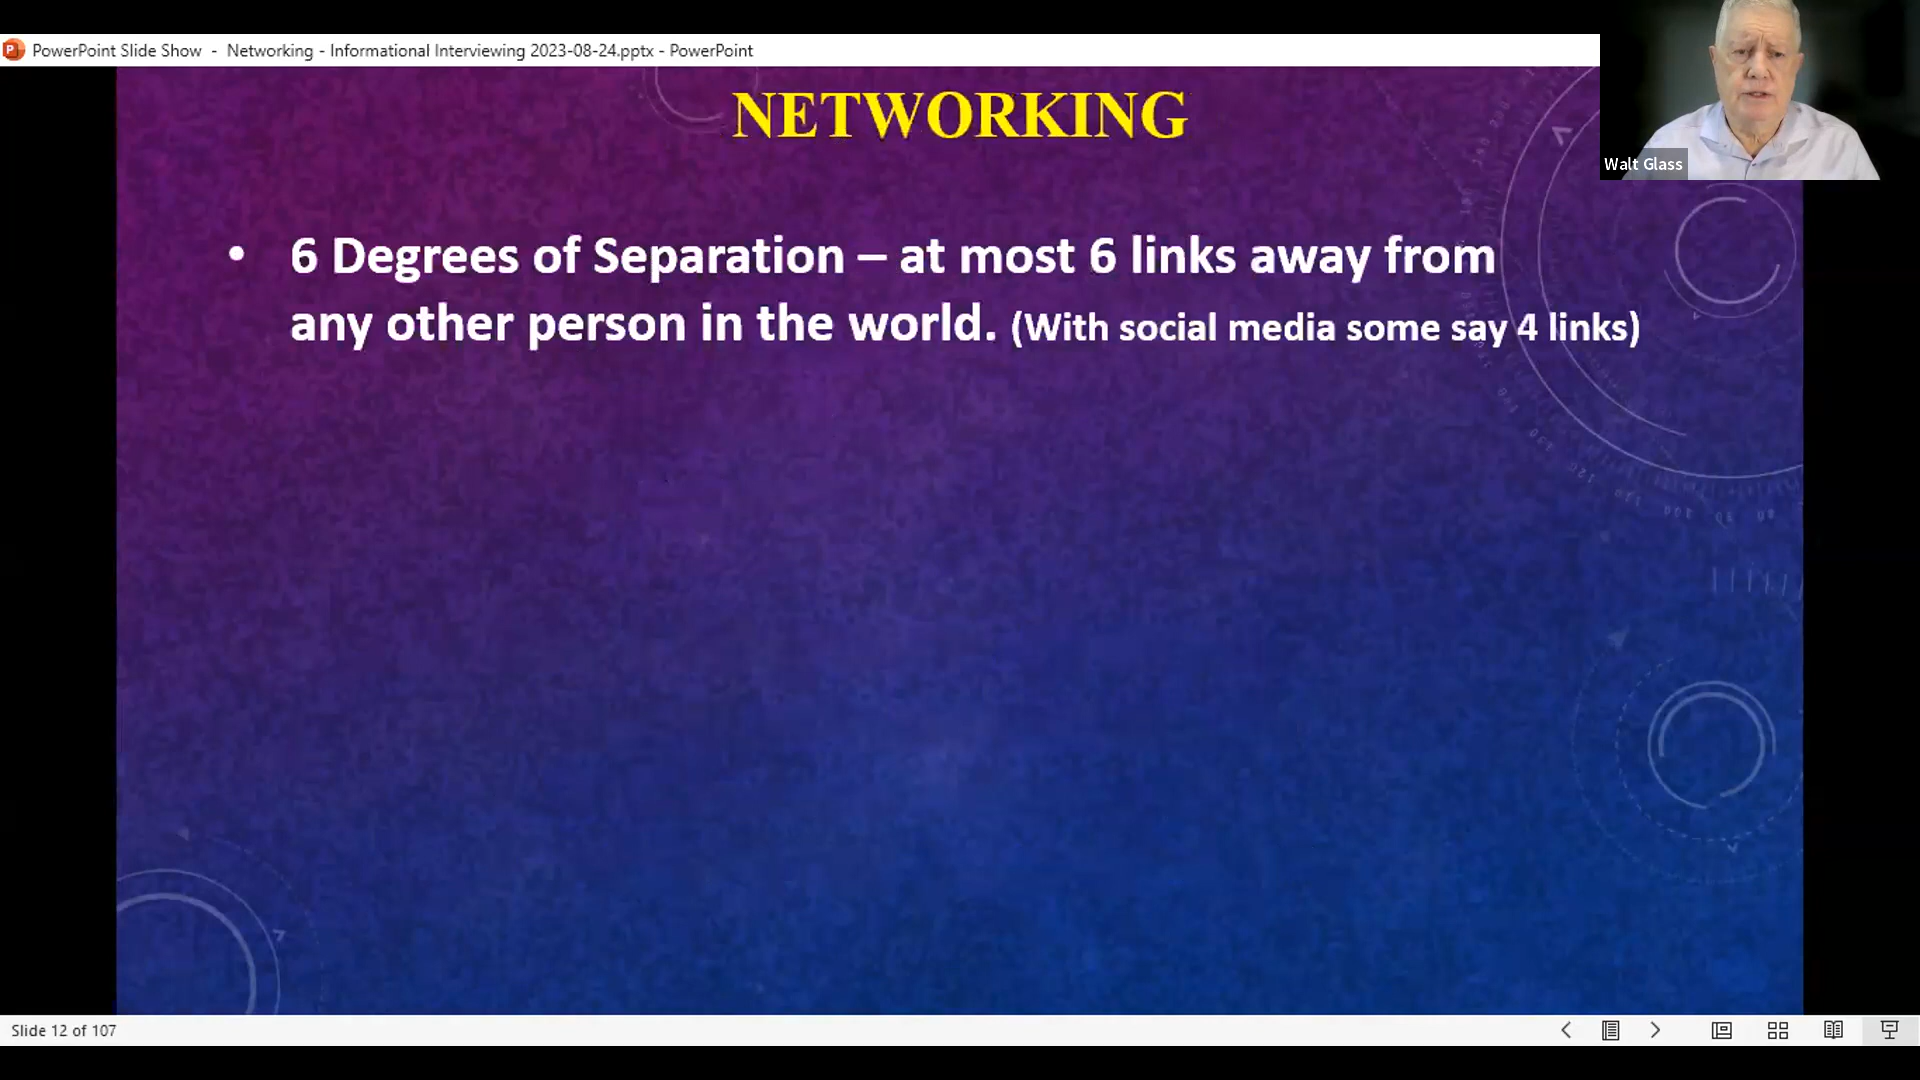 PowerPoint Slide Show - Networking - Informational Interviewing 2023-08-24.pptx - PowerPoint
Walt Glass
NETWORKING
• 6 Degrees of Separation – at most 6 links away from
any other person in the world. (With social media some say 4 links)
Slide 12 of 107